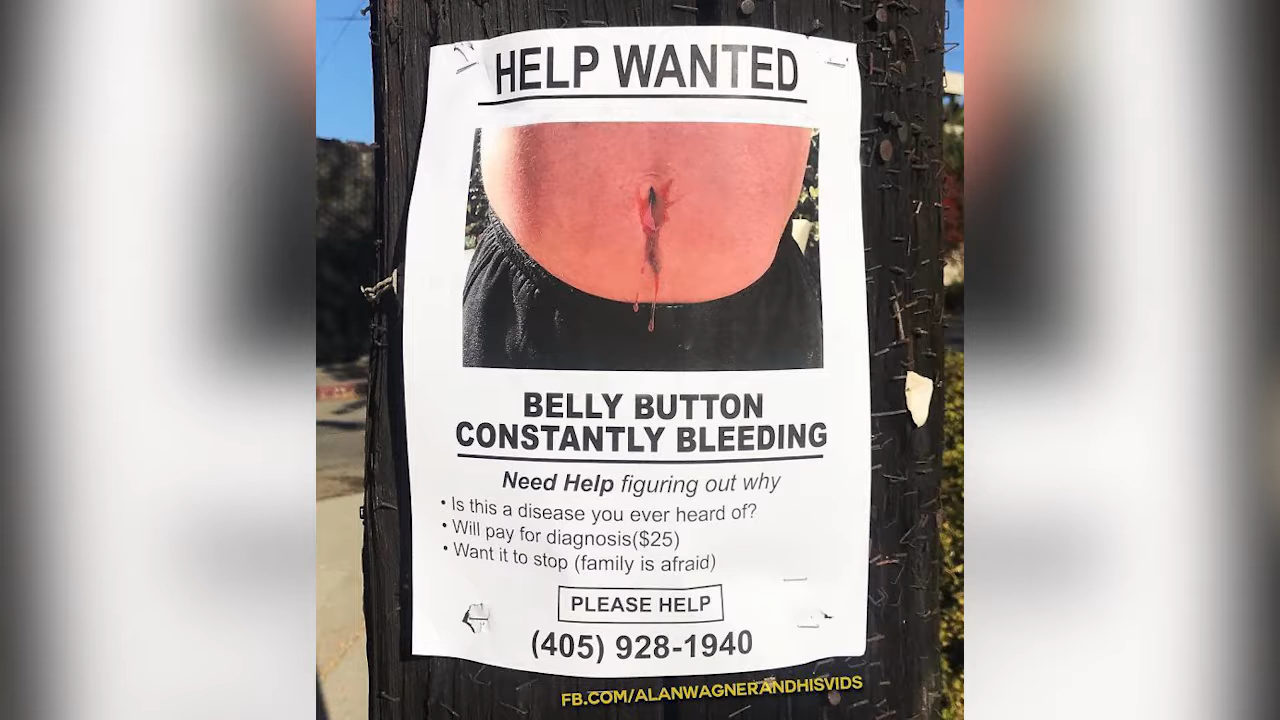 HELP WANTED
BELLY BUTTON
CONSTANTLY BLEEDING
Need Help figuring out why
• Is this a disease you ever heard of?
• Will pay for diagnosis($25)
• Want it to stop (family is afraid)
PLEASE HELP
(405) 928-1940
FB.COM/ALANWAGNERANDHISVIDS